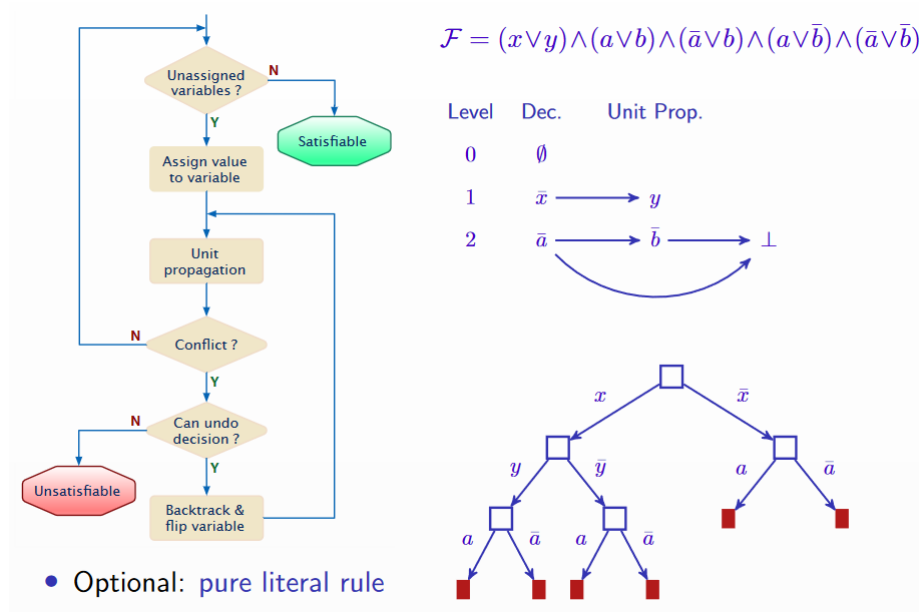 Unassigned
variables ?
N
Y
Satisfiable
Assign value
to variable
Unit
propagation
N
Conflict ?
Y
N
Can undo
decision ?
Y
Unsatisfiable
Backtrack &
flip variable
• Optional: pure literal rule
ℱ = (x∨y)∧(a∨b)∧(ā∨b)∧(a∨b̄)∧(ā∨b̄)
Level Dec. Unit Prop.
0 ∅
1 x̄ y
2 ā b̄ ⊥
x x̄
y ȳ a ā
a ā a ā